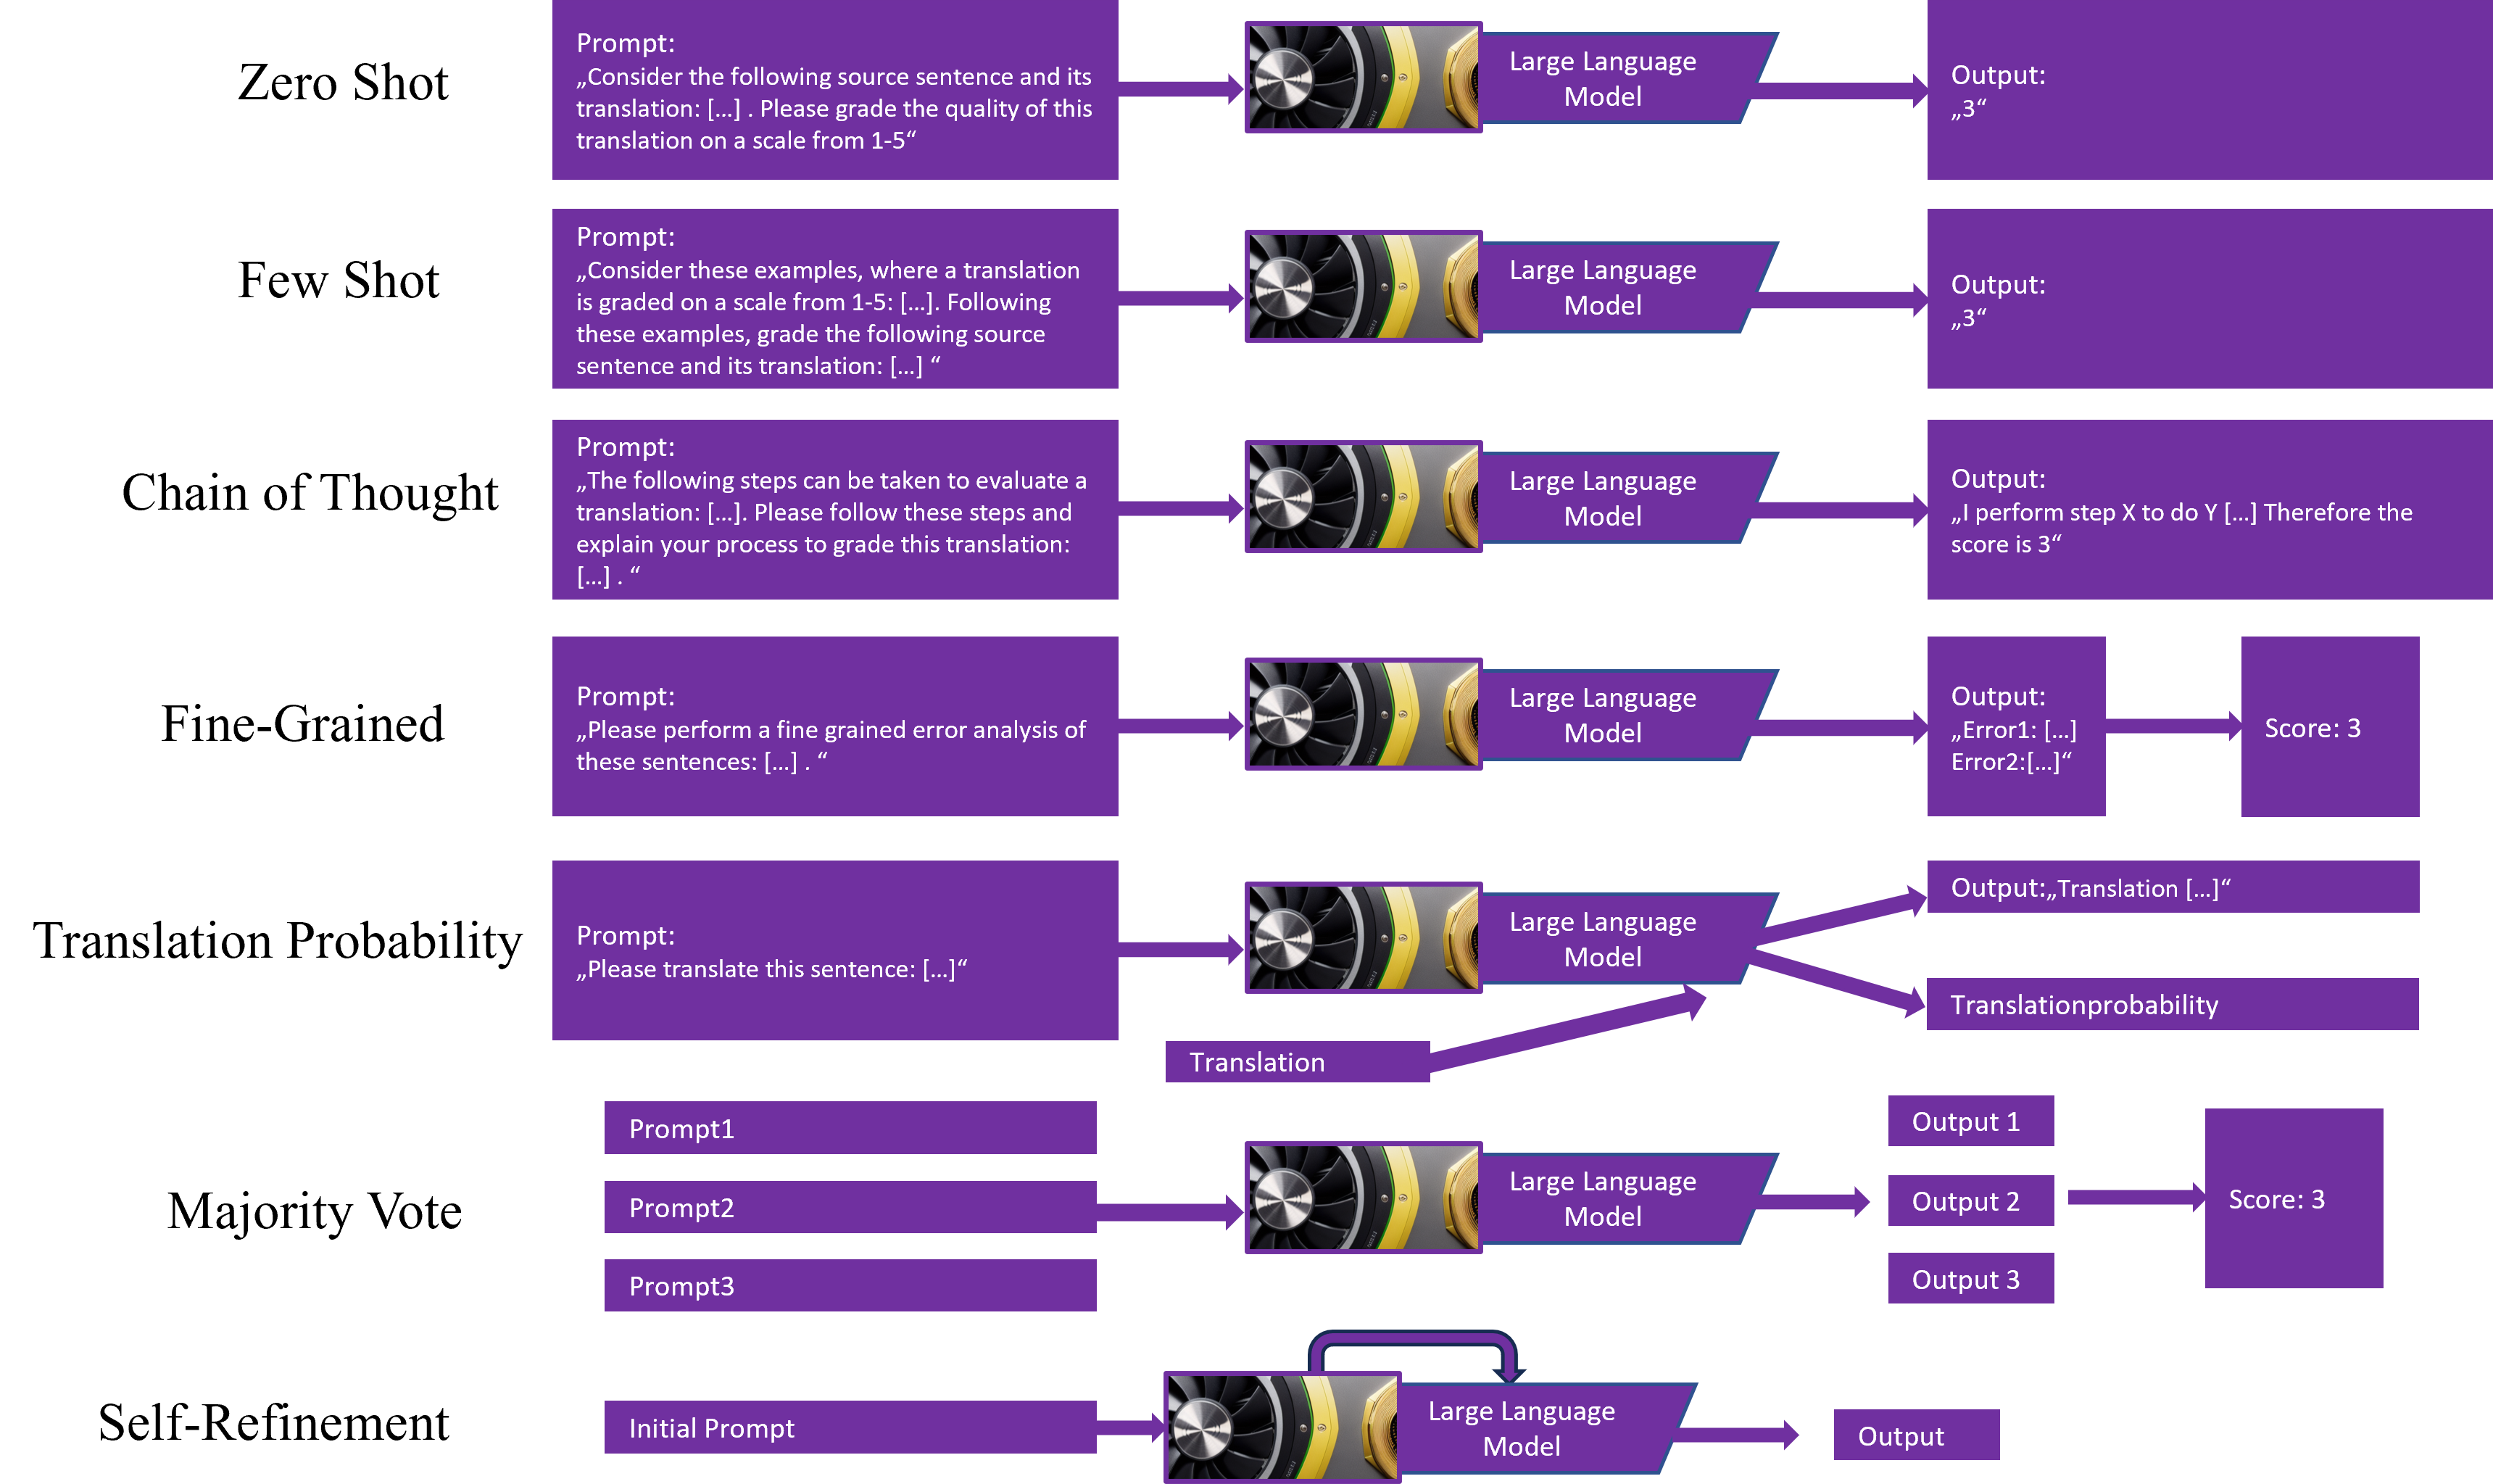 Zero Shot
Prompt:
„Consider the following source sentence and its
translation: [...] . Please grade the quality of this
translation on a scale from 1-5“
Large Language
Model
Output:
„3“
Few Shot
Prompt:
„Consider these examples, where a translation
is graded on a scale from 1-5: [...]. Following
these examples, grade the following source
sentence and its translation: [...] “
Large Language
Model
Output:
„3“
Chain of Thought
Prompt:
„The following steps can be taken to evaluate a
translation: [...]. Please follow these steps and
explain your process to grade this translation:
[...] . “
Large Language
Model
Output:
„I perform step X to do Y [...] Therefore the
score is 3“
Fine-Grained
Prompt:
„Please perform a fine grained error analysis of
these sentences: [...] . “
Large Language
Model
Output:
„Error1: [...]
Error2:[...]“
Score: 3
Translation Probability
Prompt:
„Please translate this sentence: [...]“
Translation
Large Language
Model
Output:„Translation [...]“
Translationprobability
Majority Vote
Prompt1
Prompt2
Prompt3
Large Language
Model
Output 1
Output 2
Output 3
Score: 3
Self-Refinement
Initial Prompt
Large Language
Model
Output